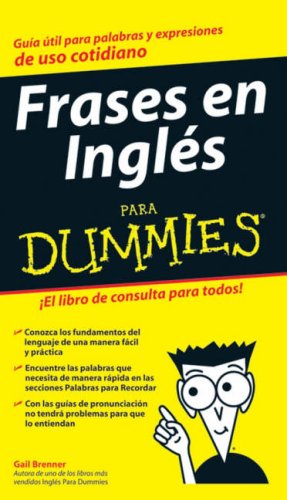 Guía útil para palabras y expresiones
de uso cotidiano
Frases en
Inglés
PARA
DUMMIES®
¡El libro de consulta para todos!
Conozca los fundamentos del
lenguaje de una manera fácil
y práctica
Encuentre las palabras que
necesita de manera rápida en las
secciones Palabras para Recordar
Con las guías de pronunciación no
tendrá problemas para que lo
entiendan
Gail Brenner
Autora de uno de los libros más
vendidos Inglés Para Dummies